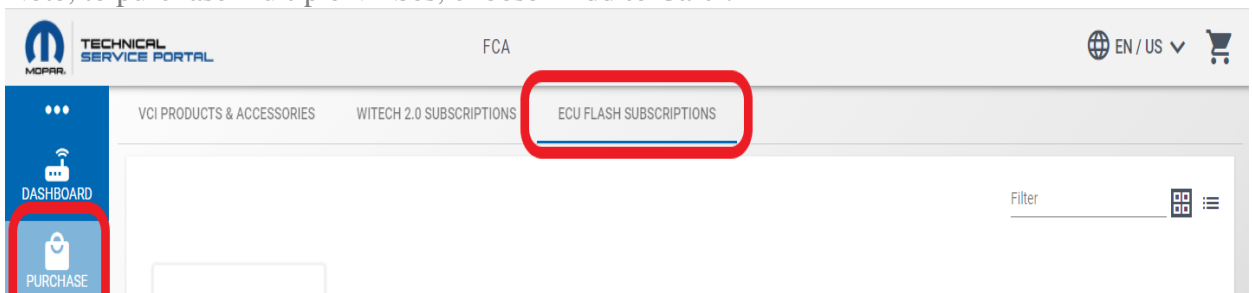 TECHNICAL
SERVICE PORTAL
MOPAR.
FCA
EN / US
VCI PRODUCTS & ACCESSORIES
WITECH 2.0 SUBSCRIPTIONS
ECU FLASH SUBSCRIPTIONS
DASHBOARD
Filter
PURCHASE